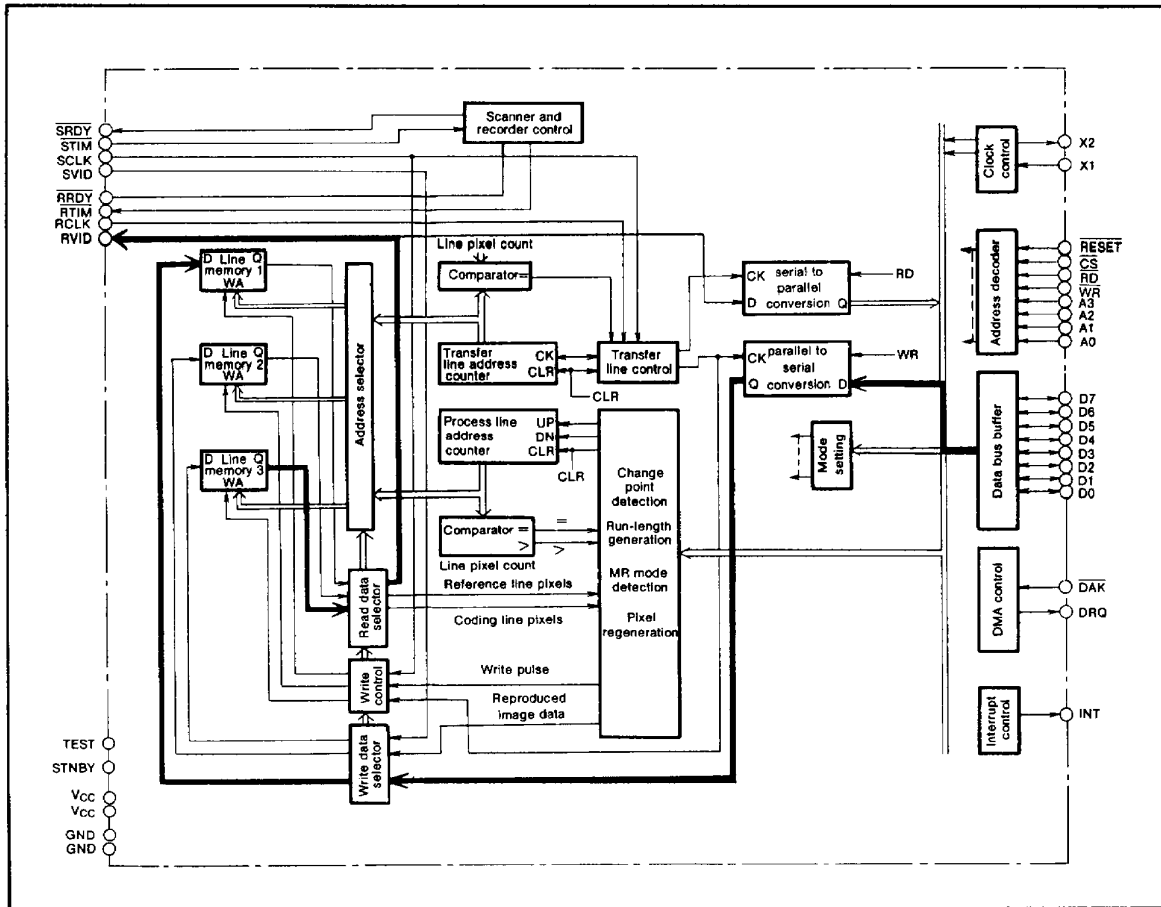 SRDY
STIM
SCLK
SVID
RRDY
RTIM
RCLK
RVID
TEST
STNBY
VCC
VCC
GND
GND
Scanner and
recorder control
D Line Q
memory 1
WA
D Line Q
memory 2
WA
D Line Q
memory 3
WA
Address selector
Read data
selector
Write
control
Write data
selector
Line pixel count
Comparator =
Transfer CK
line address CLR
counter
CLR
Transfer
line control
Process line UP
address DN
counter CLR
CLR
Comparator =
>
=
>
Line pixel count
Reference line pixels
Coding line pixels
Write pulse
Reproduced
image data
Change
point
detection
Run-length
generation
MR mode
detection
Pixel
regeneration
serial to
CK parallel
D conversion Q
RD
parallel to
CK serial
Q conversion D
WR
Mode
setting
Clock
control
Address decoder
Data bus buffer
DMA control
Interrupt
control
X2
X1
RESET
CS
RD
WR
A3
A2
A1
A0
D7
D6
D5
D4
D3
D2
D1
D0
DAK
DRQ
INT